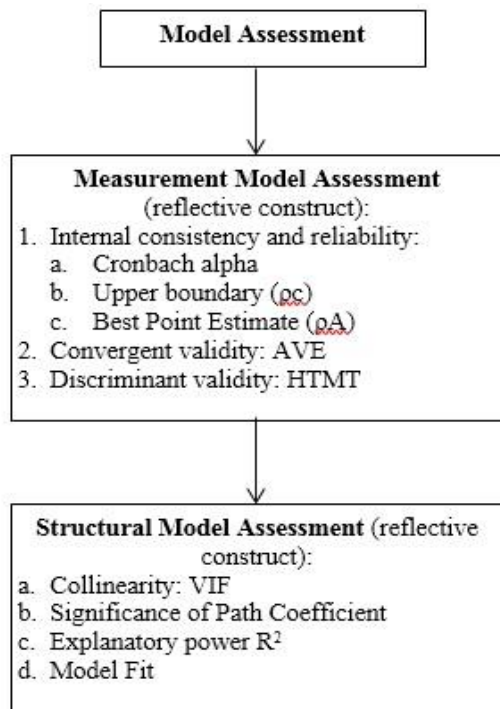 Model Assessment
Measurement Model Assessment
(reflective construct):
1. Internal consistency and reliability:
a. Cronbach alpha
b. Upper boundary (ρc)
c. Best Point Estimate (ρA)
2. Convergent validity: AVE
3. Discriminant validity: HTMT
Structural Model Assessment (reflective
construct):
a. Collinearity: VIF
b. Significance of Path Coefficient
c. Explanatory power R²
d. Model Fit